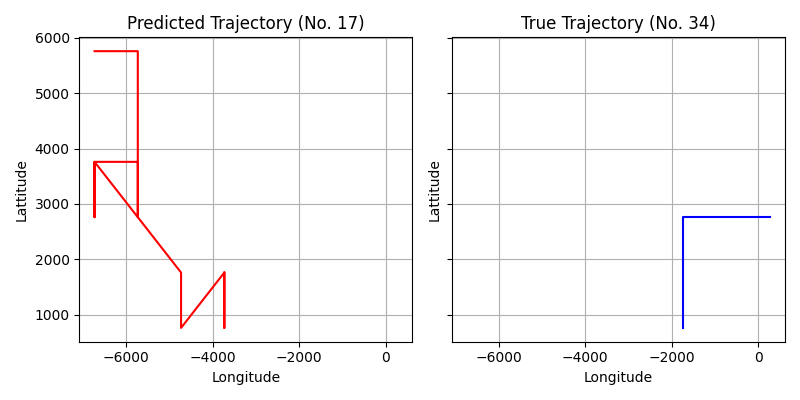 Predicted Trajectory (No. 17)
True Trajectory (No. 34)
6000
5000
4000
3000
2000
1000
Lattitude
Lattitude
−6000 −4000 −2000 0
−6000 −4000 −2000 0
Longitude
Longitude